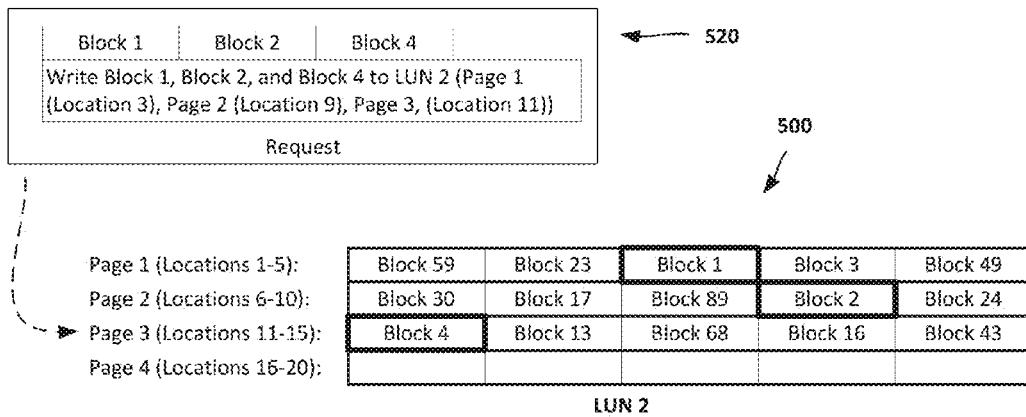 Block 1 Block 2 Block 4
520
Write Block 1, Block 2, and Block 4 to LUN 2 (Page 1
(Location 3), Page 2 (Location 9), Page 3, (Location 11))
Request
500
Page 1 (Locations 1-5): Block 59 Block 23 Block 1 Block 3 Block 49
Page 2 (Locations 6-10): Block 30 Block 17 Block 89 Block 2 Block 24
Page 3 (Locations 11-15): Block 4 Block 13 Block 68 Block 16 Block 43
Page 4 (Locations 16-20):
LUN 2